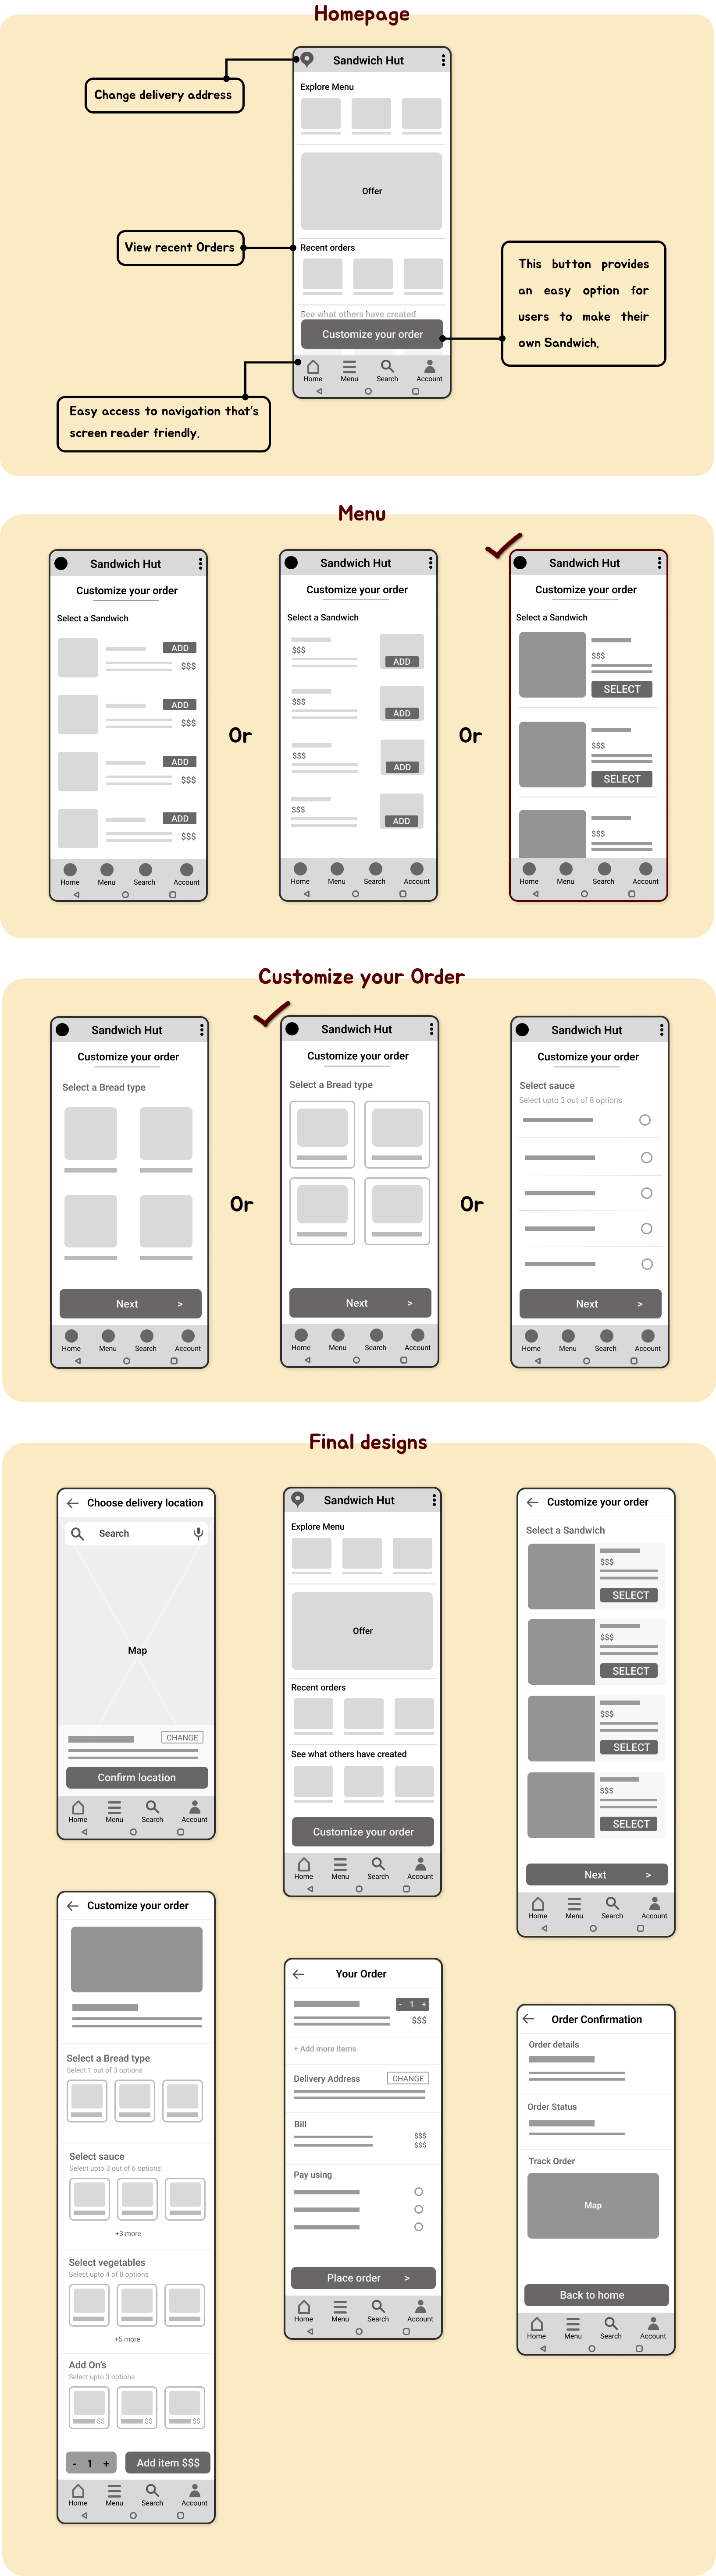 Homepage
Sandwich Hut
Change delivery address
Explore Menu
Offer
View recent Orders
Recent orders
This button provides
an easy option for
users to make their
own Sandwich.
See what others have created
Customize your order
Home Menu Search Account
Easy access to navigation that's
screen reader friendly.
Menu
Sandwich Hut
Customize your order
Select a Sandwich
ADD
$$$
ADD
$$$
ADD
$$$
ADD
$$$
Home Menu Search Account
Or
Sandwich Hut
Customize your order
Select a Sandwich
$$$
ADD
$$$
ADD
$$$
ADD
$$$
ADD
Home Menu Search Account
Or
Sandwich Hut
Customize your order
Select a Sandwich
$$$
SELECT
$$$
SELECT
$$$
Home Menu Search Account
Customize your Order
Sandwich Hut
Customize your order
Select a Bread type
Next >
Home Menu Search Account
Or
Sandwich Hut
Customize your order
Select a Bread type
Next >
Home Menu Search Account
Or
Sandwich Hut
Customize your order
Select sauce
Select upto 3 out of 8 options
Next >
Home Menu Search Account
Final designs
Choose delivery location
Search
Map
CHANGE
Confirm location
Home Menu Search Account
Sandwich Hut
Explore Menu
Offer
Recent orders
See what others have created
Customize your order
Home Menu Search Account
Customize your order
Select a Sandwich
$$$
SELECT
$$$
SELECT
$$$
SELECT
$$$
SELECT
Next >
Home Menu Search Account
Customize your order
Select a Bread type
Select 1 out of 3 options
Select sauce
Select upto 3 out of 6 options
+3 more
Select vegetables
Select upto 4 of 8 options
+5 more
Add On's
Select upto 3 options
$$ $$ $$
- 1 +
Add item $$$
Home Menu Search Account
Your Order
- 1 +
$$$
+ Add more items
Delivery Address
CHANGE
Bill
$$$
$$$
Pay using
Place order >
Home Menu Search Account
Order Confirmation
Order details
Order Status
Track Order
Map
Back to home
Home Menu Search Account